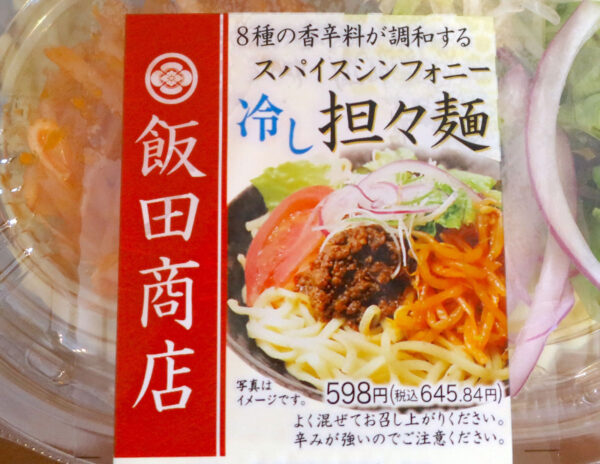 8種の香辛料が調和する
スパイスシンフォニー
冷し担々麺
飯田商店
写真は
イメージです。
598円(税込645.84円)
よく混ぜてお召し上がりください。
辛みが強いのでご注意ください。